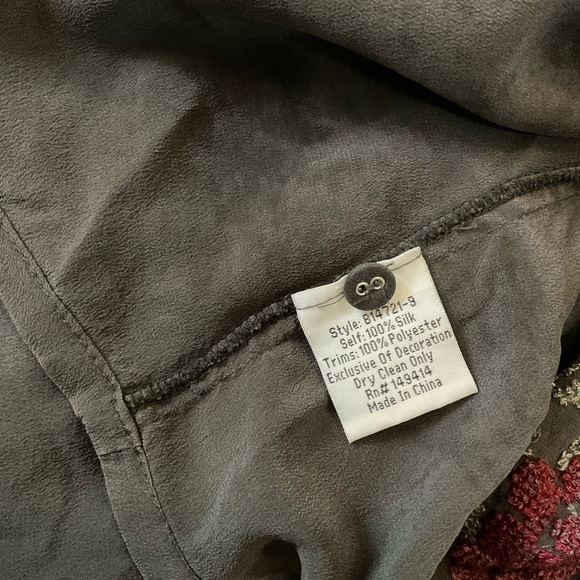 Style: B14721-9
Self:100% Silk
Trims:100% Polyester
Exclusive Of Decoration
Dry Clean Only
Rn# 149414
Made In China